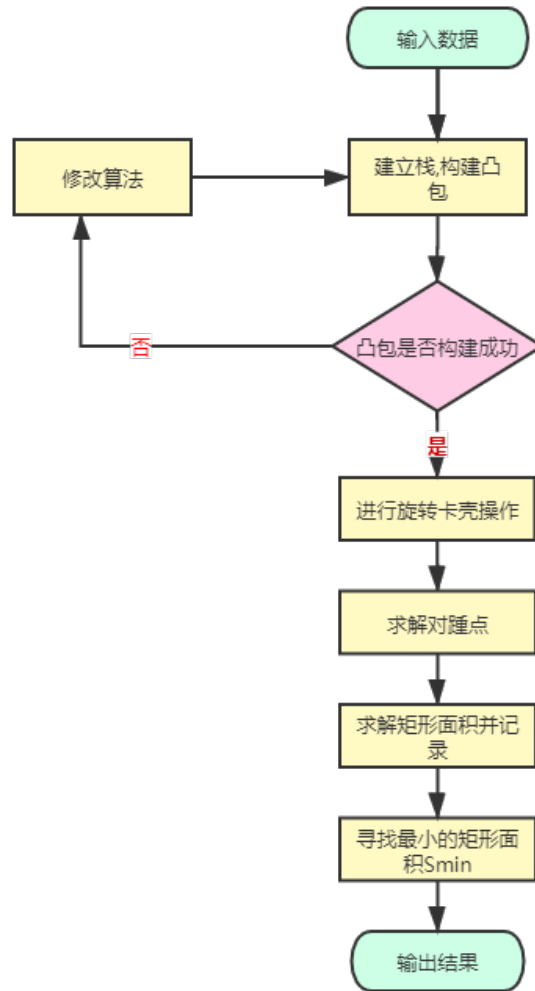 输入数据
修改算法
建立栈,构建凸
包
凸包是否构建成功
否
是
进行旋转卡壳操作
求解对踵点
求解矩形面积并记
录
寻找最小的矩形面
积Smin
输出结果